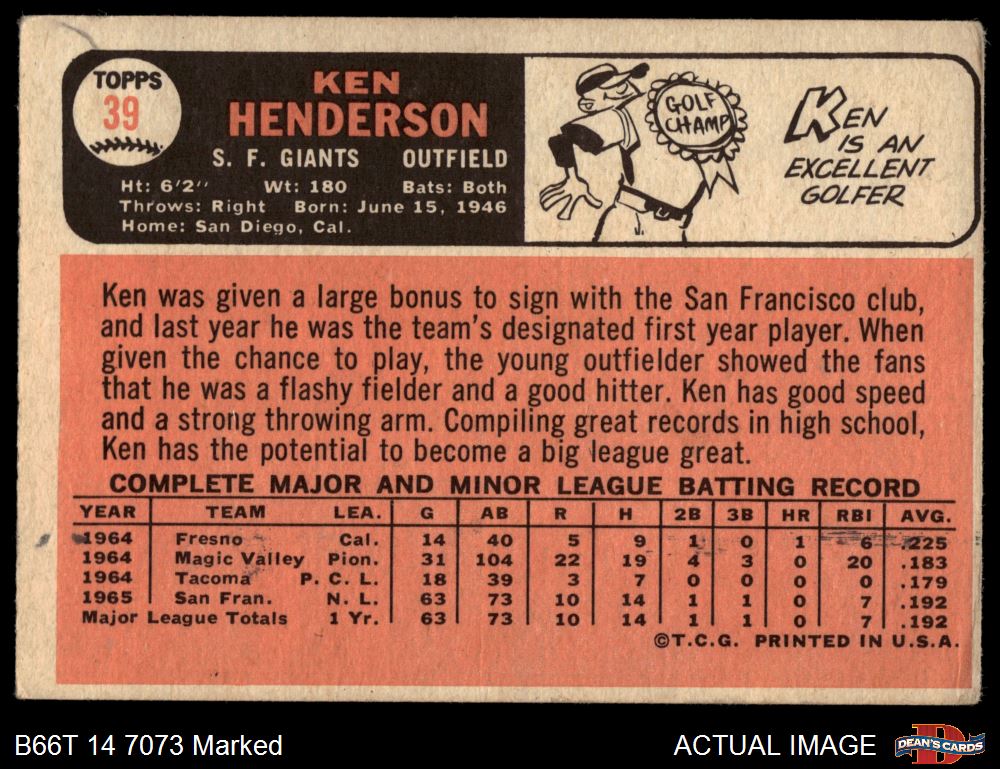 TOPPS
39
KEN
HENDERSON
S. F. GIANTS OUTFIELD
Ht: 6'2" Wt: 180 Bats: Both
Throws: Right Born: June 15, 1946
Home: San Diego, Cal.
GOLF
CHAMP
KEN
IS AN
EXCELLENT
GOLFER
Ken was given a large bonus to sign with the San Francisco club,
and last year he was the team's designated first year player. When
given the chance to play, the young outfielder showed the fans
that he was a flashy fielder and a good hitter. Ken has good speed
and a strong throwing arm. Compiling great records in high school,
Ken has the potential to become a big league great.
COMPLETE MAJOR AND MINOR LEAGUE BATTING RECORD
YEAR TEAM LEA. G AB R H 2B 3B HR RBI AVG.
1964 Fresno Cal. 14 40 5 9 1 0 1 6 .225
1964 Magic Valley Pion. 31 104 22 19 4 3 0 20 .183
1964 Tacoma P. C. L. 18 39 3 7 0 0 0 0 .179
1965 San Fran. N. L. 63 73 10 14 1 1 0 7 .192
Major League Totals 1 Yr. 63 73 10 14 1 1 0 7 .192
©T.C.G. PRINTED IN U.S.A.
B66T 14 7073 Marked
ACTUAL IMAGE
DEAN'S CARDS